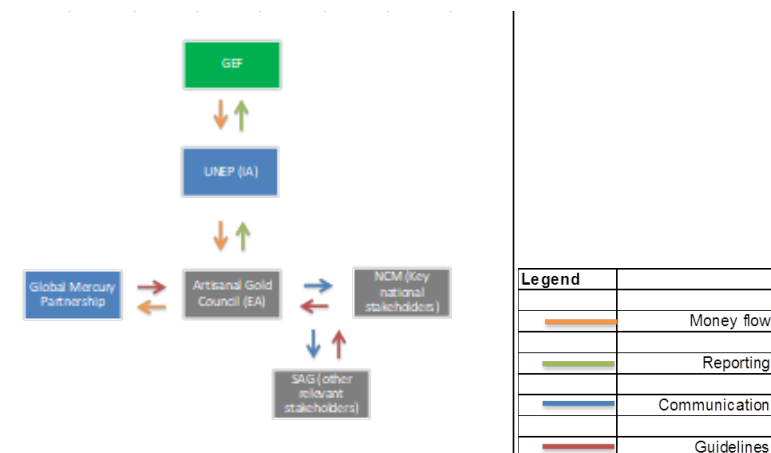 GEF
UNEP (IA)
Global Mercury
Partnership
Artisanal Gold
Council (EA)
NCM (Key
national
stakeholders)
SAG (other
relevant
stakeholders)
Legend
Money flow
Reporting
Communication
Guidelines